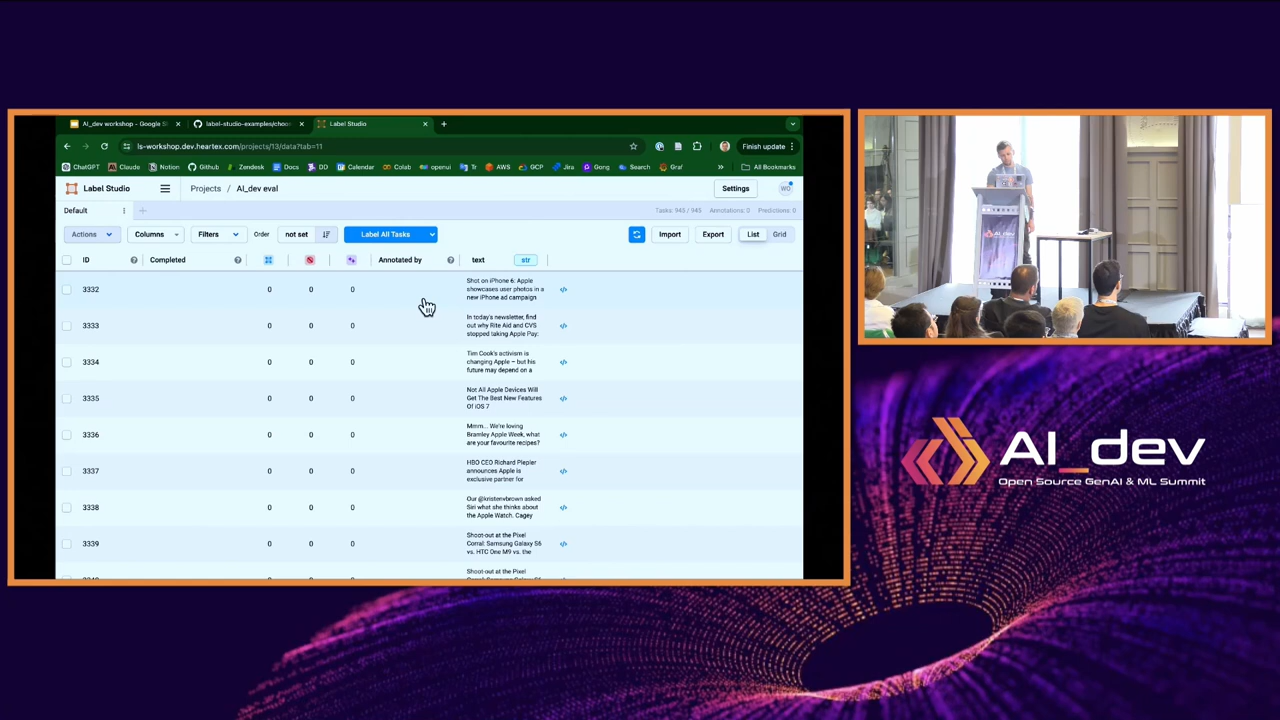 AI_dev workshop - Google S
label-studio-examples/choo
Label Studio
ls-workshop.dev.heartex.com/projects/13/data?tab=11
Finish update
ChatGPT
Claude
Notion
Github
Zendesk
Docs
DD
Calendar
Colab
openui
Tr
AWS
GCP
Jira
Gong
Search
Graf
All Bookmarks
Label Studio
Projects / AI_dev eval
Settings
WO
Default
Tasks: 945 / 945 Annotations: 0 Predictions: 0
Actions
Columns
Filters
Order
not set
Label All Tasks
Import
Export
List
Grid
ID
Completed
Annotated by
text
str
3332
0 0 0
Shot on iPhone 6: Apple
showcases user photos in a
new iPhone ad campaign
3333
0 0 0
In today's newsletter, find
out why Rite Aid and CVS
stopped taking Apple Pay:
3334
0 0 0
Tim Cook's activism is
changing Apple – but his
future may depend on a
3335
0 0 0
Not All Apple Devices Will
Get The Best New Features
Of iOS 7
3336
0 0 0
Mmm... We're loving
Bramley Apple Week, what
are your favourite recipes?
3337
0 0 0
HBO CEO Richard Plepler
announces Apple is
exclusive partner for
3338
0 0 0
Our @kristenvbrown asked
Siri what she thinks about
the Apple Watch. Cagey
3339
0 0 0
Shoot-out at the Pixel
Corral: Samsung Galaxy S6
vs. HTC One M9 vs. the
Shoot-out at the Pixel
AI_dev
AI_dev
Open Source GenAI & ML Summit